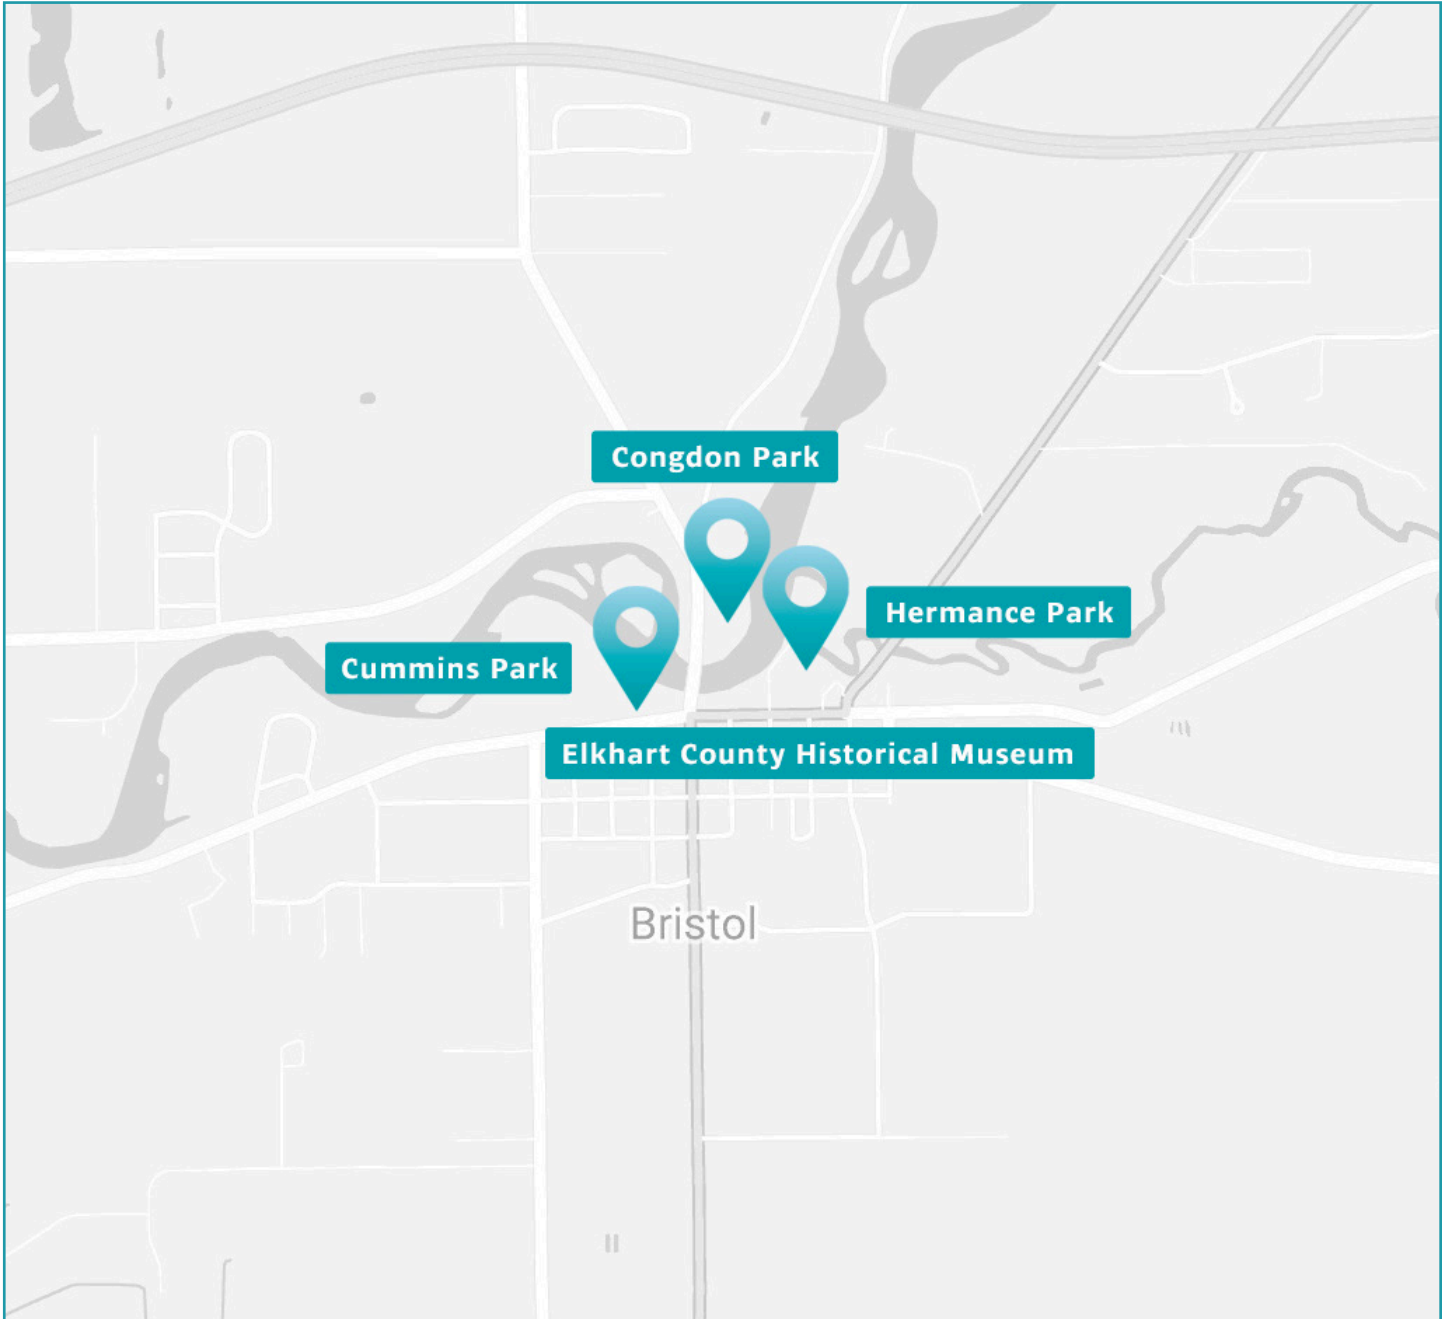 Congdon Park
Hermance Park
Cummins Park
Elkhart County Historical Museum
Bristol